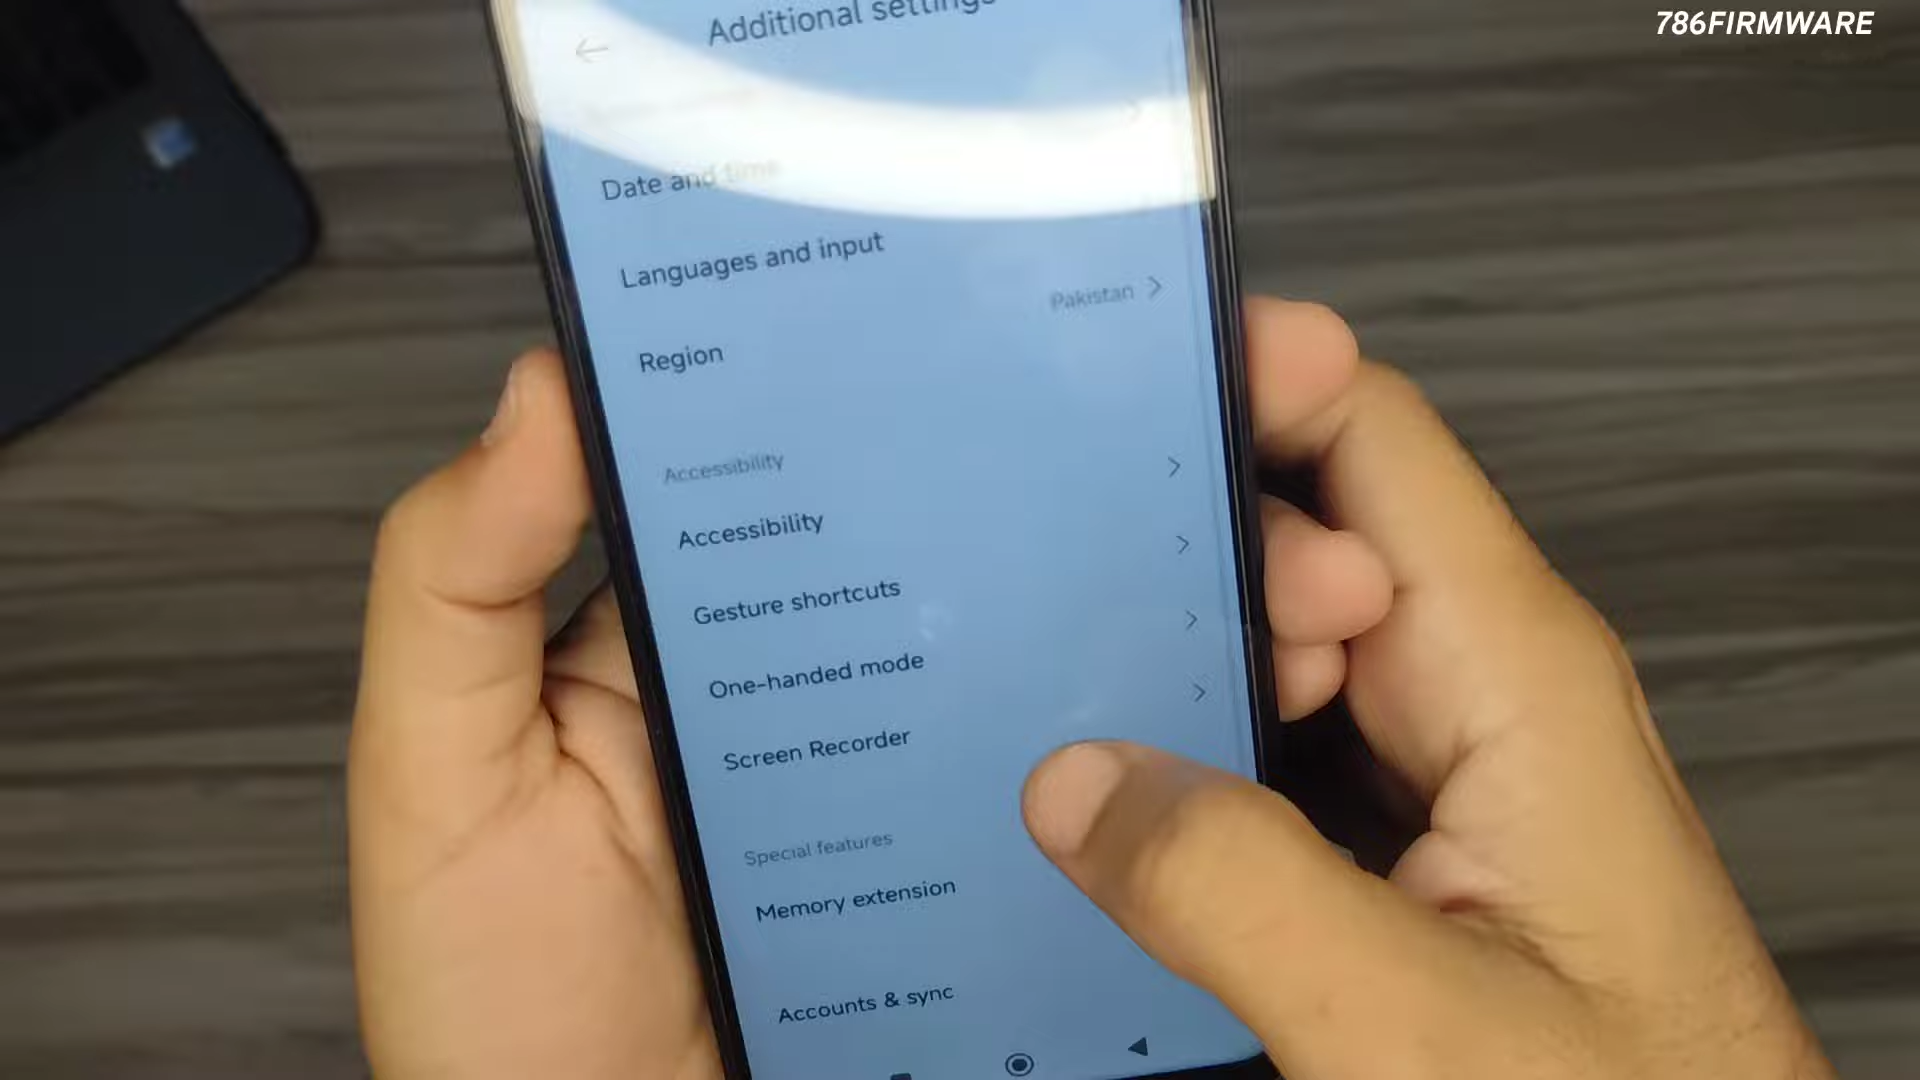 786FIRMWARE
Additional settings
Date and time
Languages and input
Pakistan
Region
Accessibility
Accessibility
Gesture shortcuts
One-handed mode
Screen Recorder
Special features
Memory extension
Accounts & sync